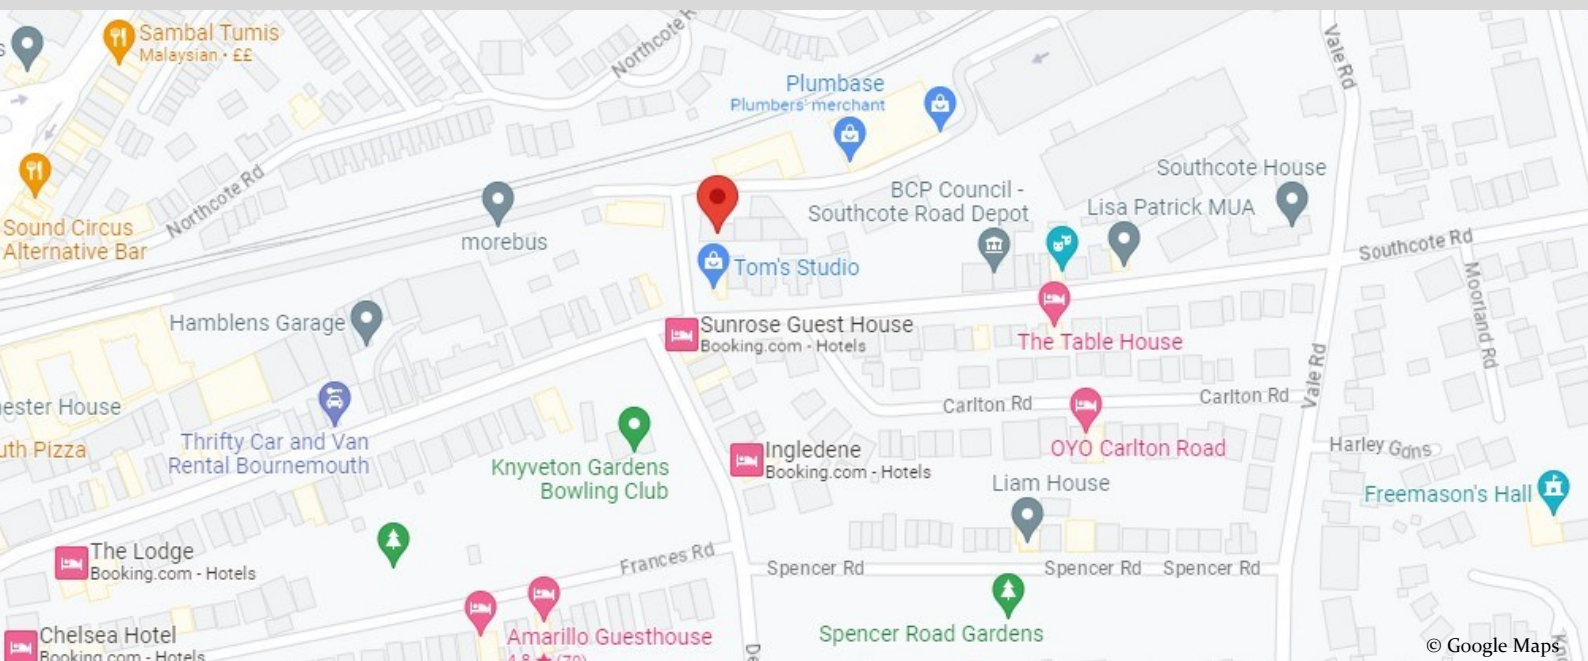 Sambal Tumis
Malaysian · ££
Northcote R
Vale Rd
Plumbase
Plumbers' merchant
Southcote House
Northcote Rd
BCP Council -
Southcote Road Depot
Lisa Patrick MUA
Sound Circus
Alternative Bar
morebus
Southcote Rd
Tom's Studio
Moorland Rd
Hamblens Garage
Sunrose Guest House
Booking.com - Hotels
The Table House
Vale Rd
ester House
Carlton Rd
Carlton Rd
uth Pizza
Thrifty Car and Van
Rental Bournemouth
Knyveton Gardens
Bowling Club
Ingledene
Booking.com - Hotels
OYO Carlton Road
Harley Gdns
Liam House
Freemason's Hall
The Lodge
Booking.com - Hotels
Frances Rd
Spencer Rd
Spencer Rd
Spencer Rd
Chelsea Hotel
Booking.com - Hotels
Amarillo Guesthouse
4.8 ★ (70)
Spencer Road Gardens
De
Kno
© Google Maps